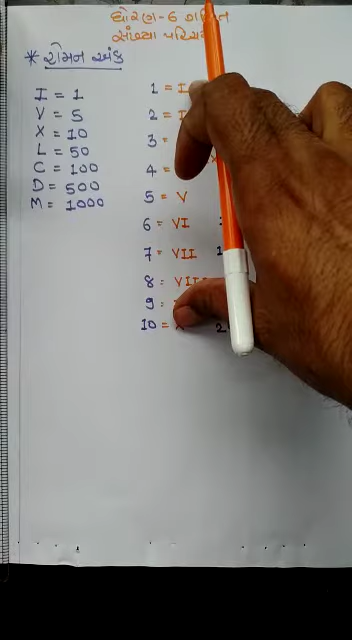 ધોરણ-6 ગણિત
સંખ્યા પરિચય
* રોમન અંક
I = 1
V = 5
X = 10
L = 50
C = 100
D = 500
M = 1000
1 = I
2 =
3 =
4 =
5 = V
6 = VI
7 = VII
8 = VIII
9 =
10 = X